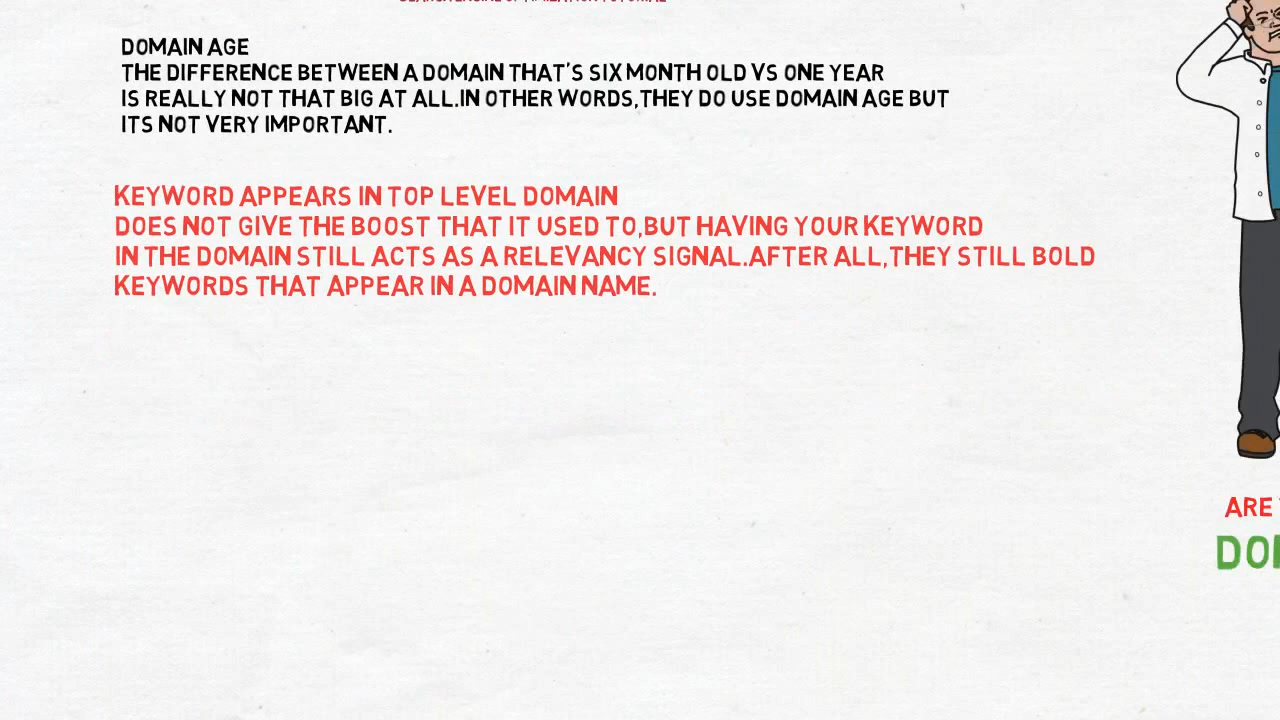 DOMAIN AGE
THE DIFFERENCE BETWEEN A DOMAIN THAT'S SIX MONTH OLD VS ONE YEAR
IS REALLY NOT THAT BIG AT ALL.IN OTHER WORDS,THEY DO USE DOMAIN AGE BUT
ITS NOT VERY IMPORTANT.
KEYWORD APPEARS IN TOP LEVEL DOMAIN
DOES NOT GIVE THE BOOST THAT IT USED TO,BUT HAVING YOUR KEYWORD
IN THE DOMAIN STILL ACTS AS A RELEVANCY SIGNAL.AFTER ALL,THEY STILL BOLD
KEYWORDS THAT APPEAR IN A DOMAIN NAME.
ARE